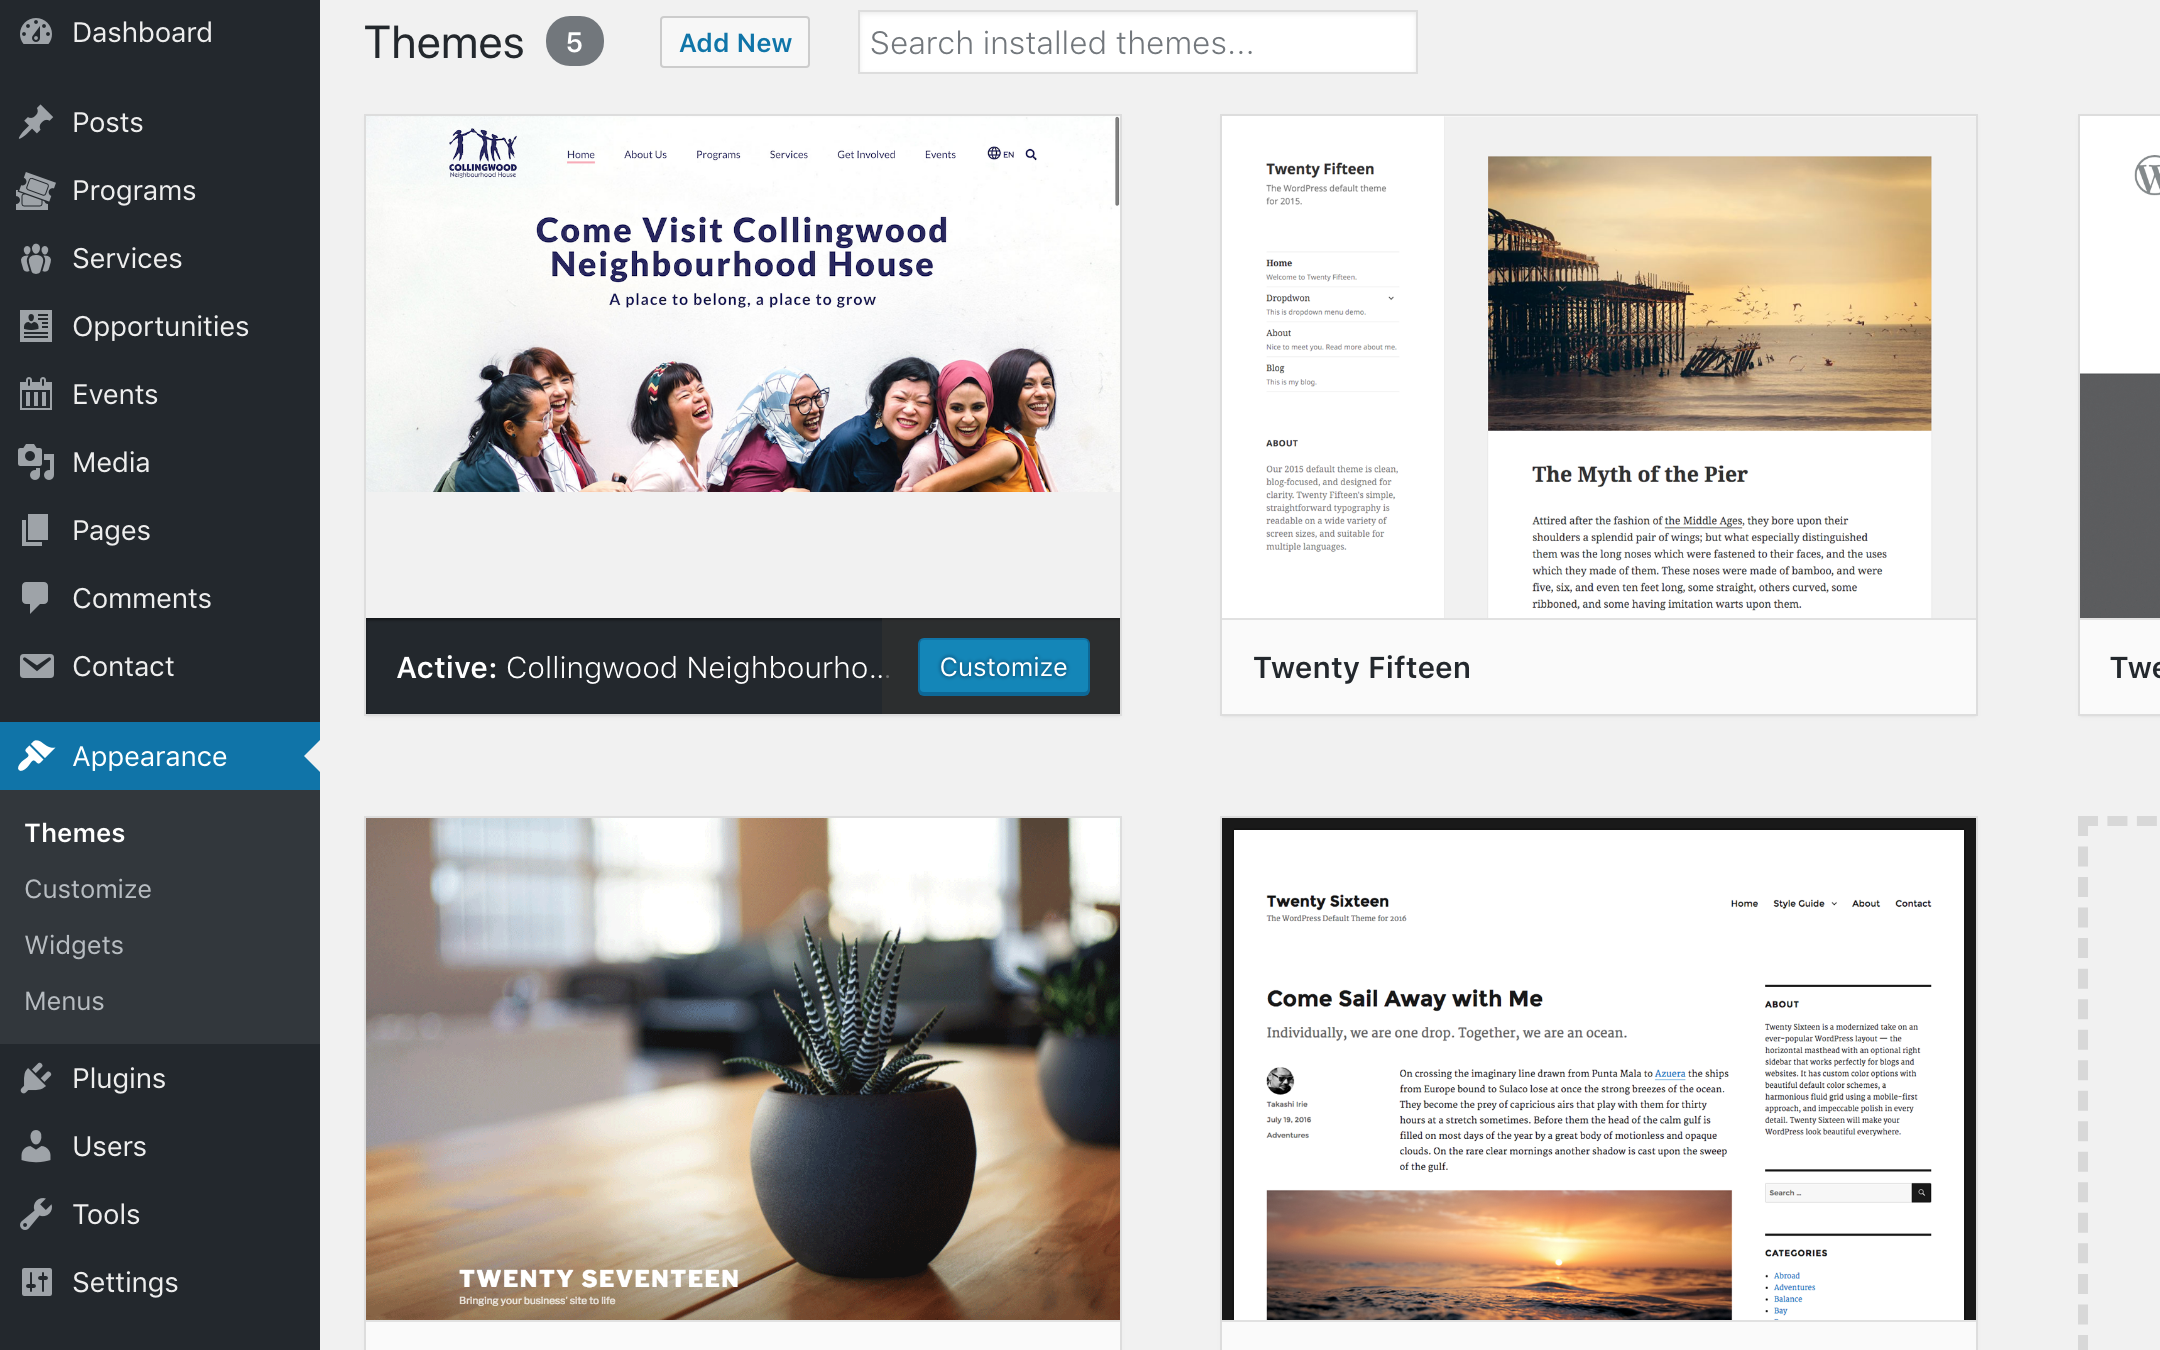 Dashboard
Posts
Programs
Services
Opportunities
Events
Media
Pages
Comments
Contact
Appearance
Themes
Customize
Widgets
Menus
Plugins
Users
Tools
Settings
Themes 5 Add New Search installed themes...
COLLINGWOOD
Neighbourhood House
Home About Us Programs Services Get Involved Events EN
Come Visit Collingwood
Neighbourhood House
A place to belong, a place to grow
Active: Collingwood Neighbourho... Customize
Twenty Fifteen
The WordPress default theme
for 2015.
Home
Welcome to Twenty Fifteen.
Dropdwon
This is dropdown menu demo.
About
Nice to meet you. Read more about me.
Blog
This is my blog.
ABOUT
Our 2015 default theme is clean,
blog-focused, and designed for
clarity. Twenty Fifteen's simple,
straightforward typography is
readable on a wide variety of
screen sizes, and suitable for
multiple languages.
The Myth of the Pier
Attired after the fashion of the Middle Ages, they bore upon their
shoulders a splendid pair of wings; but what especially distinguished
them was the long noses which were fastened to their faces, and the uses
which they made of them. These noses were made of bamboo, and were
five, six, and even ten feet long, some straight, others curved, some
ribboned, and some having imitation warts upon them.
Twenty Fifteen
Twe
TWENTY SEVENTEEN
Bringing your business' site to life
Twenty Sixteen
The WordPress Default Theme for 2016
Home Style Guide About Contact
Come Sail Away with Me
Individually, we are one drop. Together, we are an ocean.
Takashi Irie
July 19, 2016
Adventures
On crossing the imaginary line drawn from Punta Mala to Azuera the ships
from Europe bound to Sulaco lose at once the strong breezes of the ocean.
They become the prey of capricious airs that play with them for thirty
hours at a stretch sometimes. Before them the head of the calm gulf is
filled on most days of the year by a great body of motionless and opaque
clouds. On the rare clear mornings another shadow is cast upon the sweep
of the gulf.
ABOUT
Twenty Sixteen is a modernized take on an
ever-popular WordPress layout — the
horizontal masthead with an optional right
sidebar that works perfectly for blogs and
websites. It has custom color options with
beautiful default color schemes, a
harmonious fluid grid using a mobile-first
approach, and impeccable polish in every
detail. Twenty Sixteen will make your
WordPress look beautiful everywhere.
Search ...
CATEGORIES
Abroad
Adventures
Balance
Bay